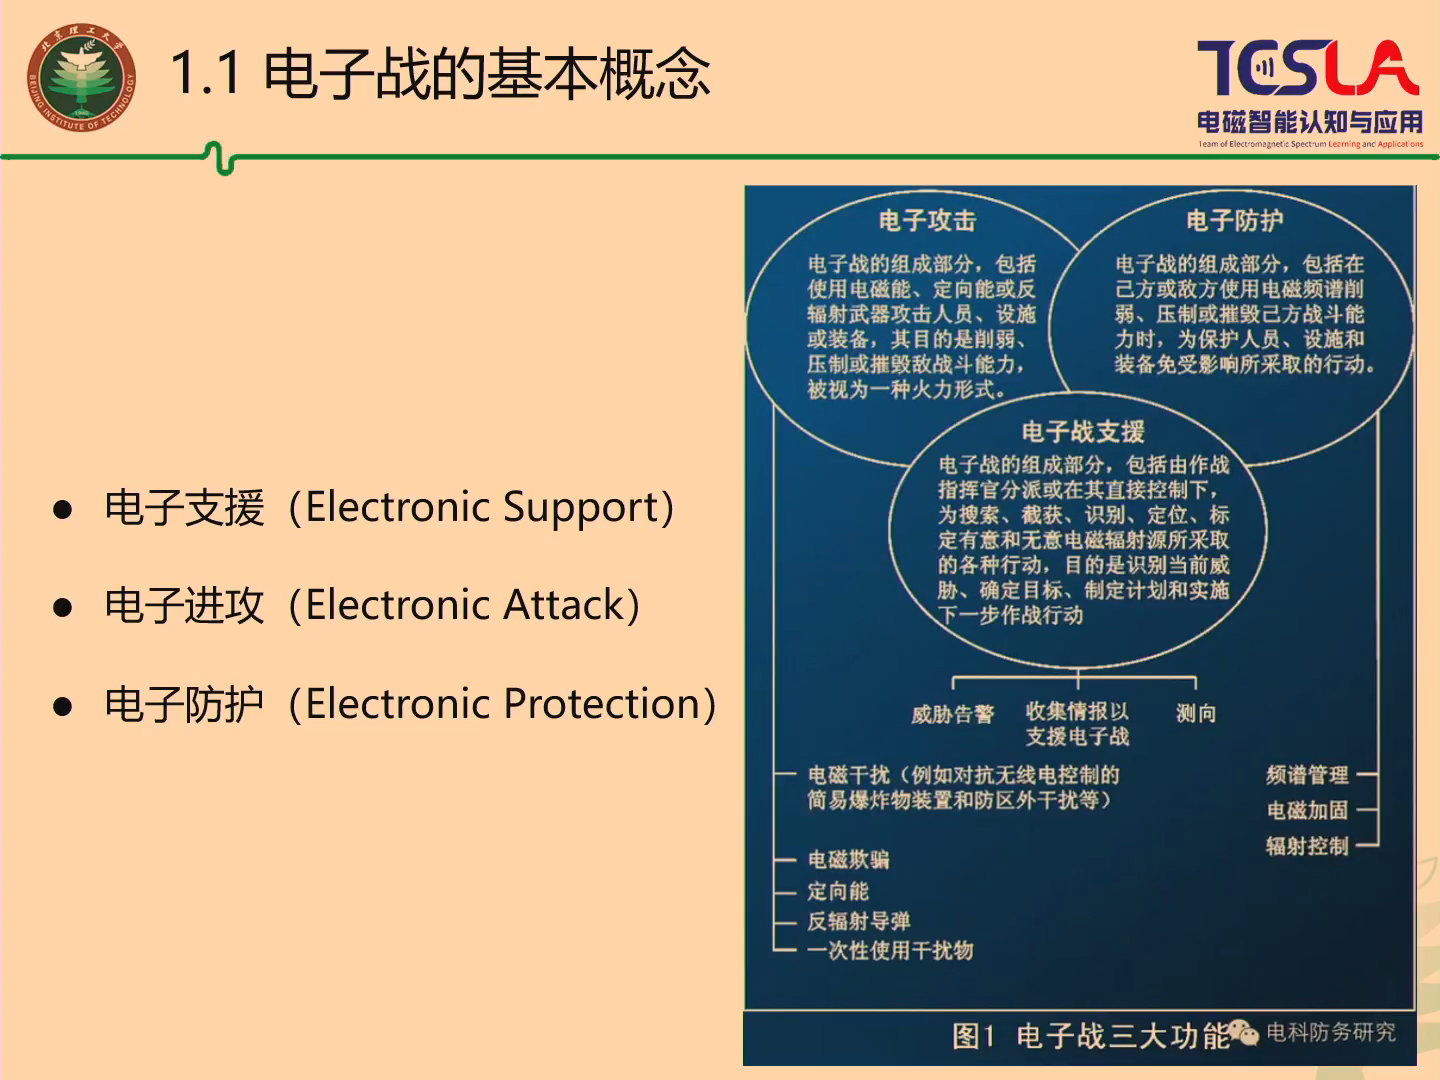 北京理工大学
BEIJING INSTITUTE OF TECHNOLOGY
1940
1.1 电子战的基本概念
TCSLA
电磁智能认知与应用
Team of Electromagnetic Spectrum Learning and Applications
● 电子支援（Electronic Support）
● 电子进攻（Electronic Attack）
● 电子防护（Electronic Protection）
电子攻击
电子战的组成部分，包括
使用电磁能、定向能或反
辐射武器攻击人员、设施
或装备，其目的是削弱、
压制或摧毁敌战斗能力，
被视为一种火力形式。
电子防护
电子战的组成部分，包括在
己方或敌方使用电磁频谱削
弱、压制或摧毁己方战斗能
力时，为保护人员、设施和
装备免受影响所采取的行动。
电子战支援
电子战的组成部分，包括由作战
指挥官分派或在其直接控制下，
为搜索、截获、识别、定位、标
定有意和无意电磁辐射源所采取
的各种行动，目的是识别当前威
胁、确定目标、制定计划和实施
下一步作战行动
威胁告警
收集情报以
支援电子战
测向
电磁干扰（例如对抗无线电控制的
简易爆炸物装置和防区外干扰等）
电磁欺骗
定向能
反辐射导弹
一次性使用干扰物
频谱管理
电磁加固
辐射控制
图1 电子战三大功能
电科防务研究